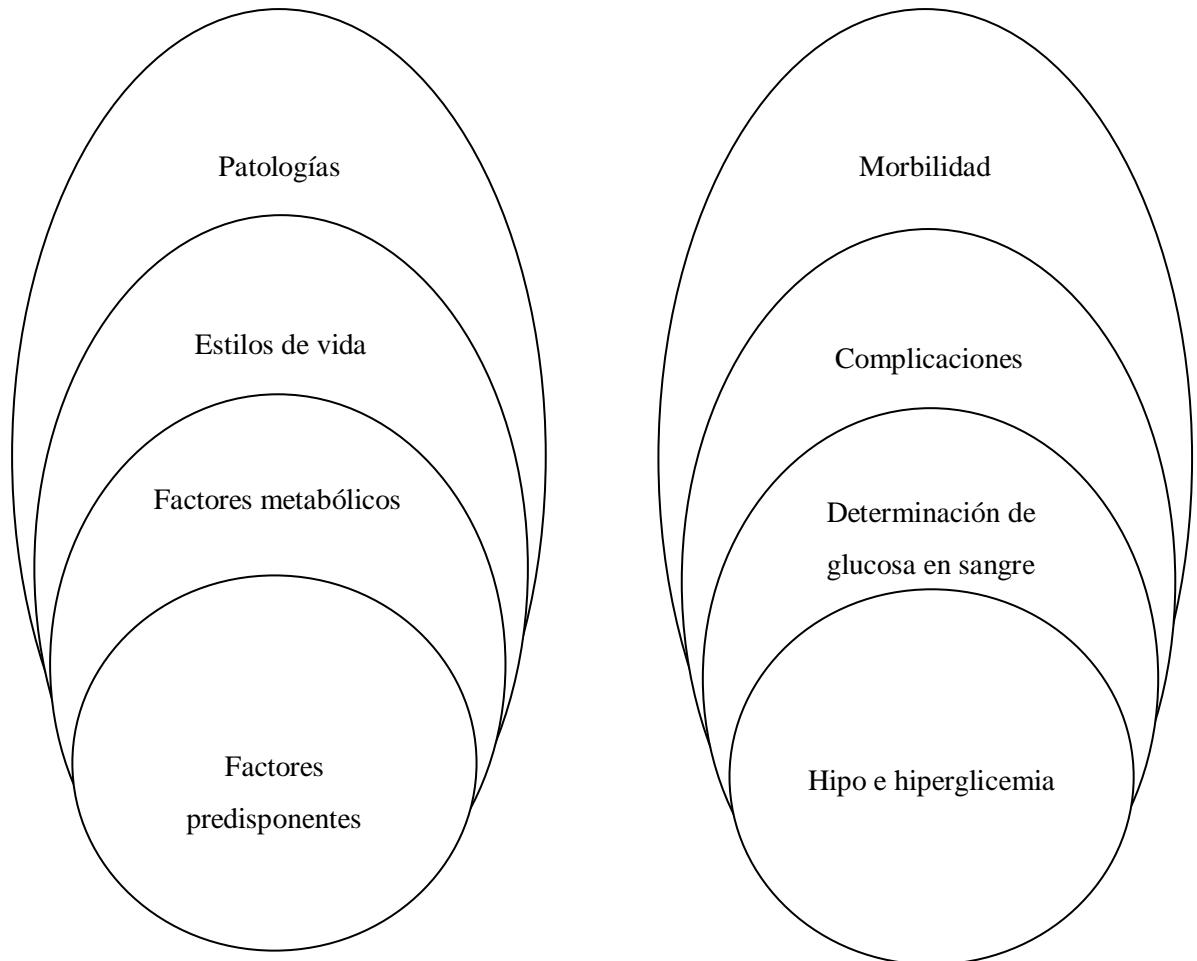 Patologías
Estilos de vida
Factores metabólicos
Factores
predisponentes
Morbilidad
Complicaciones
Determinación de
glucosa en sangre
Hipo e hiperglicemia